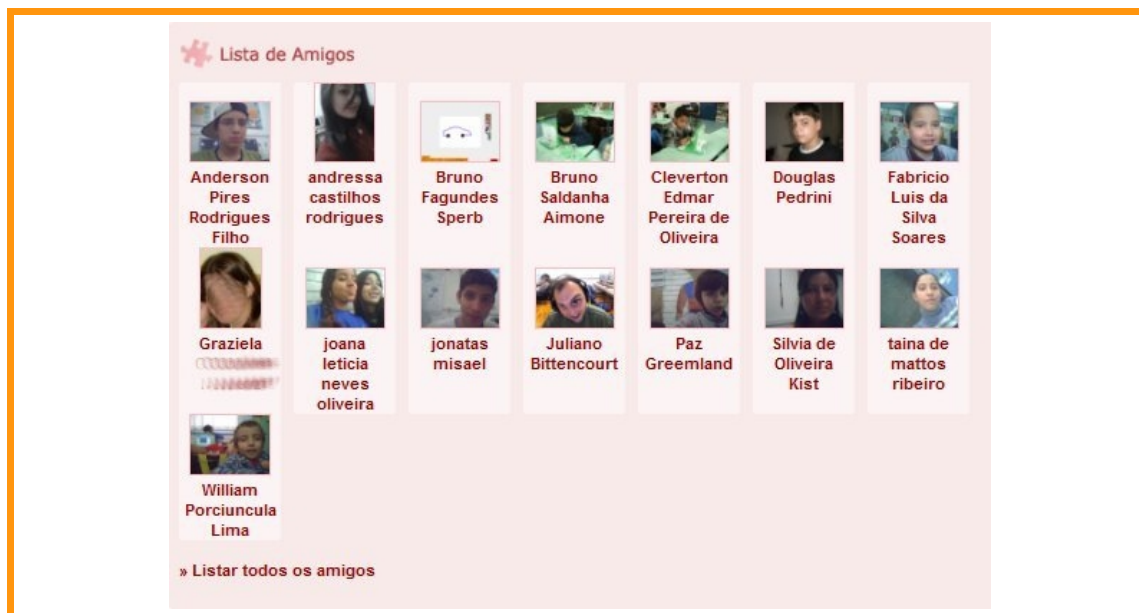 Lista de Amigos
Anderson
Pires
Rodrigues
Filho
andressa
castilhos
rodrigues
Bruno
Fagundes
Sperb
Bruno
Saldanha
Aimone
Cleverton
Edmar
Pereira de
Oliveira
Douglas
Pedrini
Fabricio
Luis da
Silva
Soares
Graziela
joana
leticia
neves
oliveira
jonatas
misael
Juliano
Bittencourt
Paz
Greemland
Silvia de
Oliveira
Kist
taina de
mattos
ribeiro
William
Porciuncula
Lima
» Listar todos os amigos